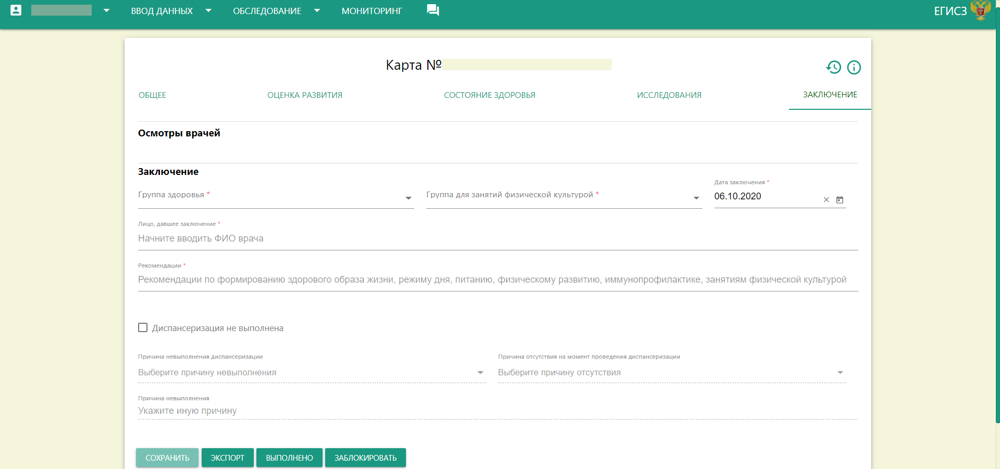 ВВОД ДАННЫХ ОБСЛЕДОВАНИЕ МОНИТОРИНГ ЕГИСЗ
Карта №
ОБЩЕЕ ОЦЕНКА РАЗВИТИЯ СОСТОЯНИЕ ЗДОРОВЬЯ ИССЛЕДОВАНИЯ ЗАКЛЮЧЕНИЕ
Осмотры врачей
Заключение
Дата заключения *
Группа здоровья * Группа для занятий физической культурой * 06.10.2020
Лицо, давшее заключение *
Начните вводить ФИО врача
Рекомендации *
Рекомендации по формированию здорового образа жизни, режиму дня, питанию, физическому развитию, иммунопрофилактике, занятиям физической культурой
Диспансеризация не выполнена
Причина невыполнения диспансеризации Причина отсутствия на момент проведения диспансеризации
Выберите причину невыполнения Выберите причину отсутствия
Причина невыполнения
Укажите иную причину
СОХРАНИТЬ ЭКСПОРТ ВЫПОЛНЕНО ЗАБЛОКИРОВАТЬ